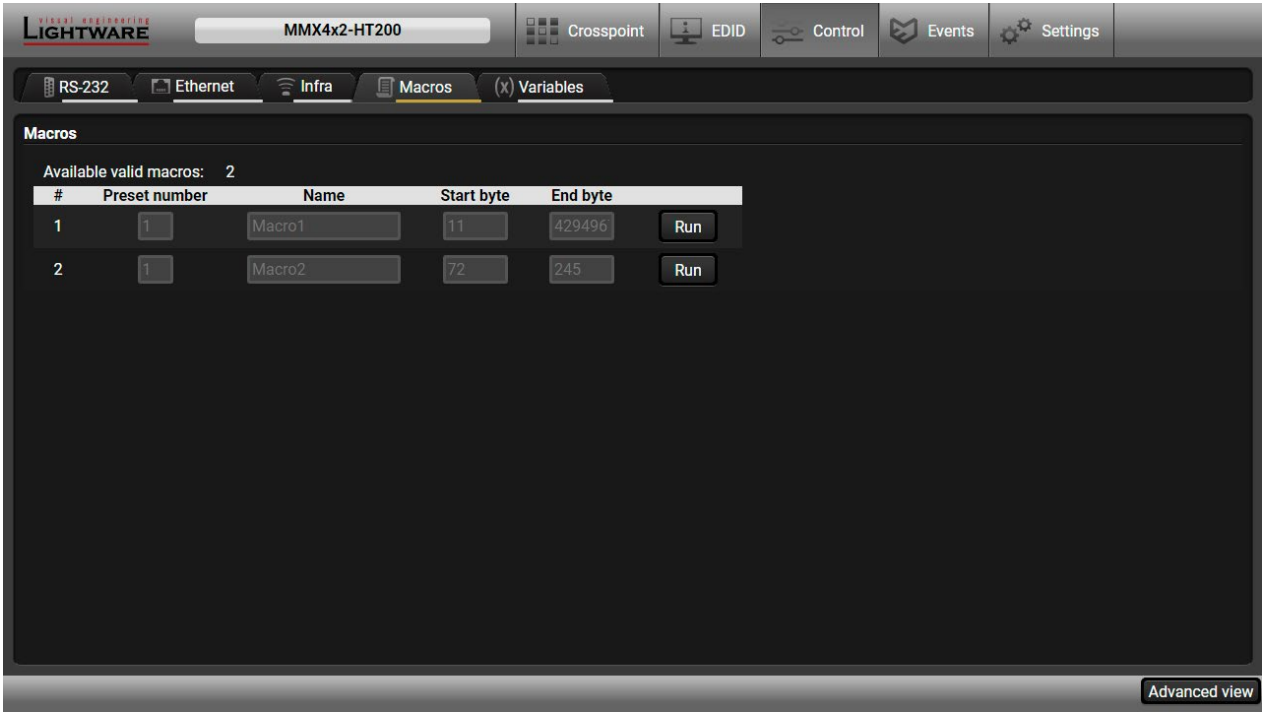 visual engineering
LIGHTWARE
MMX4x2-HT200
Crosspoint
EDID
Control
Events
Settings
RS-232
Ethernet
Infra
Macros
(x) Variables
Macros
Available valid macros: 2
# Preset number Name Start byte End byte
1 1 Macro1 11 429496 Run
2 1 Macro2 72 245 Run
Advanced view